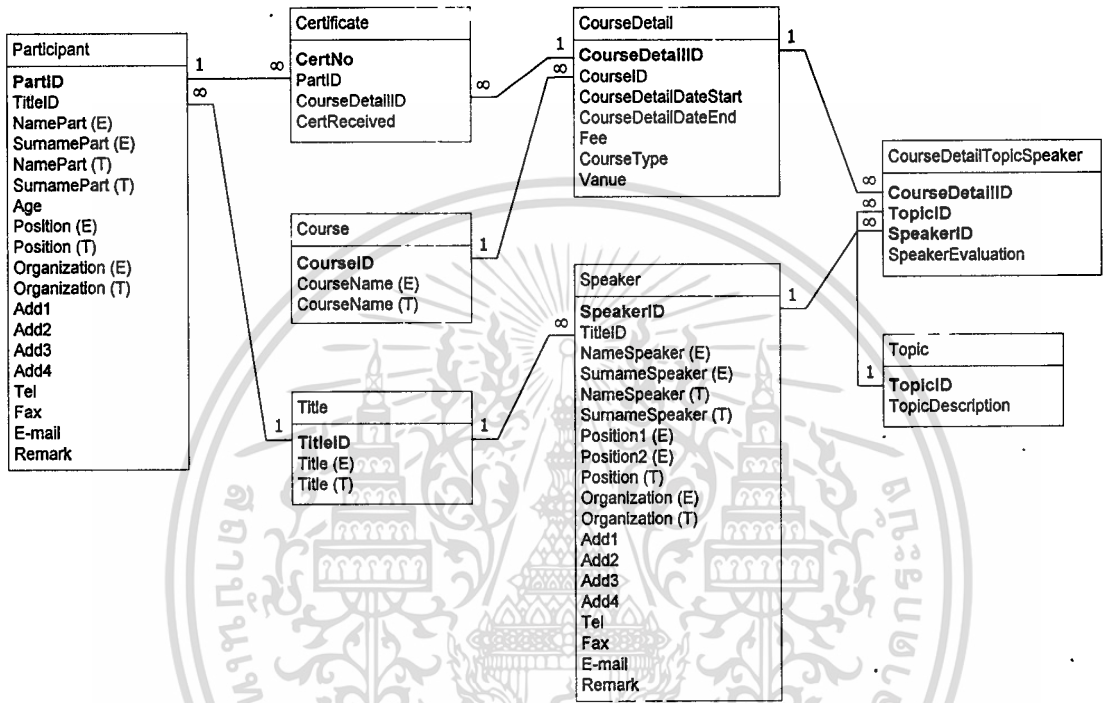 Participant
PartID
TitleID
NamePart (E)
SurnamePart (E)
NamePart (T)
SurnamePart (T)
Age
Position (E)
Position (T)
Organization (E)
Organization (T)
Add1
Add2
Add3
Add4
Tel
Fax
E-mail
Remark
1
∞
∞
1
Certificate
CertNo
PartID
CourseDetailID
CertReceived
∞
1
∞
1
Course
CourseID
CourseName (E)
CourseName (T)
Title
TitleID
Title (E)
Title (T)
1
∞
CourseDetail
CourseDetailID
CourseID
CourseDetailDateStart
CourseDetailDateEnd
Fee
CourseType
Vanue
1
∞
∞
∞
Speaker
SpeakerID
TitleID
NameSpeaker (E)
SurnameSpeaker (E)
NameSpeaker (T)
SurnameSpeaker (T)
Position1 (E)
Position2 (E)
Position (T)
Organization (E)
Organization (T)
Add1
Add2
Add3
Add4
Tel
Fax
E-mail
Remark
1
CourseDetailTopicSpeaker
CourseDetailID
TopicID
SpeakerID
SpeakerEvaluation
1
Topic
TopicID
TopicDescription